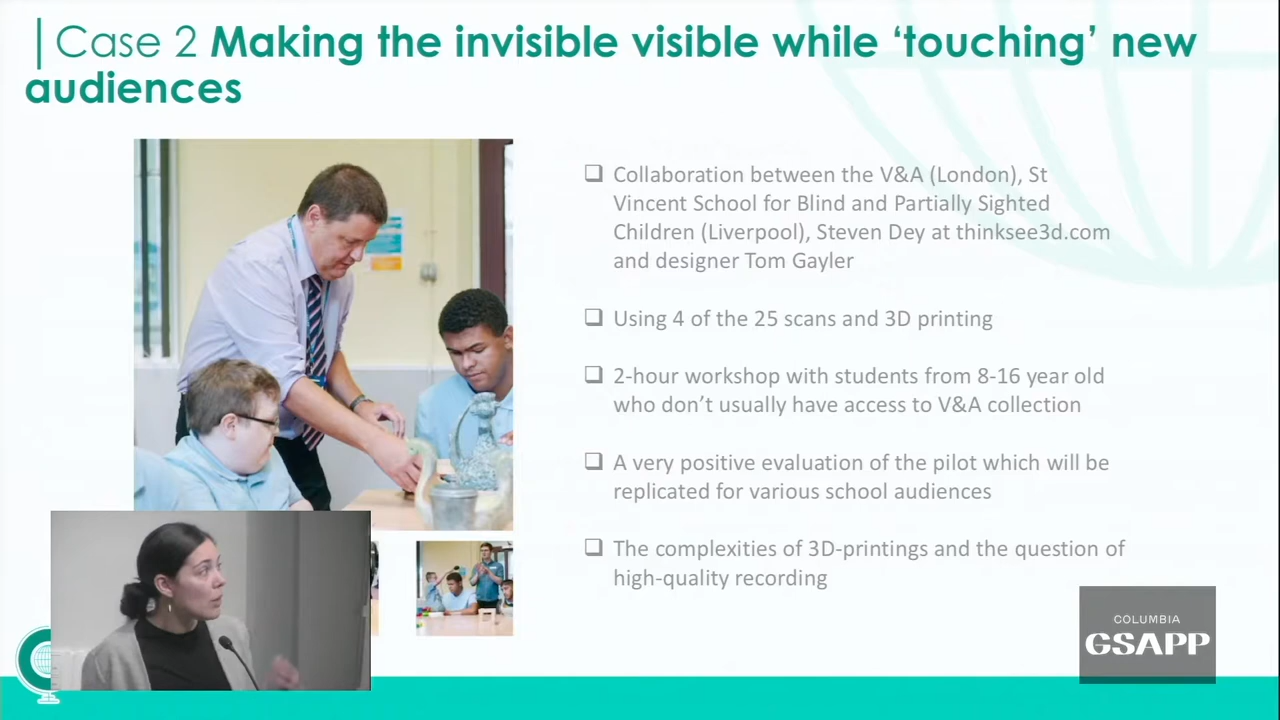 Case 2 Making the invisible visible while ‘touching’ new
audiences
❑ Collaboration between the V&A (London), St
Vincent School for Blind and Partially Sighted
Children (Liverpool), Steven Dey at thinksee3d.com
and designer Tom Gayler
❑ Using 4 of the 25 scans and 3D printing
❑ 2-hour workshop with students from 8-16 year old
who don’t usually have access to V&A collection
❑ A very positive evaluation of the pilot which will be
replicated for various school audiences
❑ The complexities of 3D-printings and the question of
high-quality recording
COLUMBIA
GSAPP